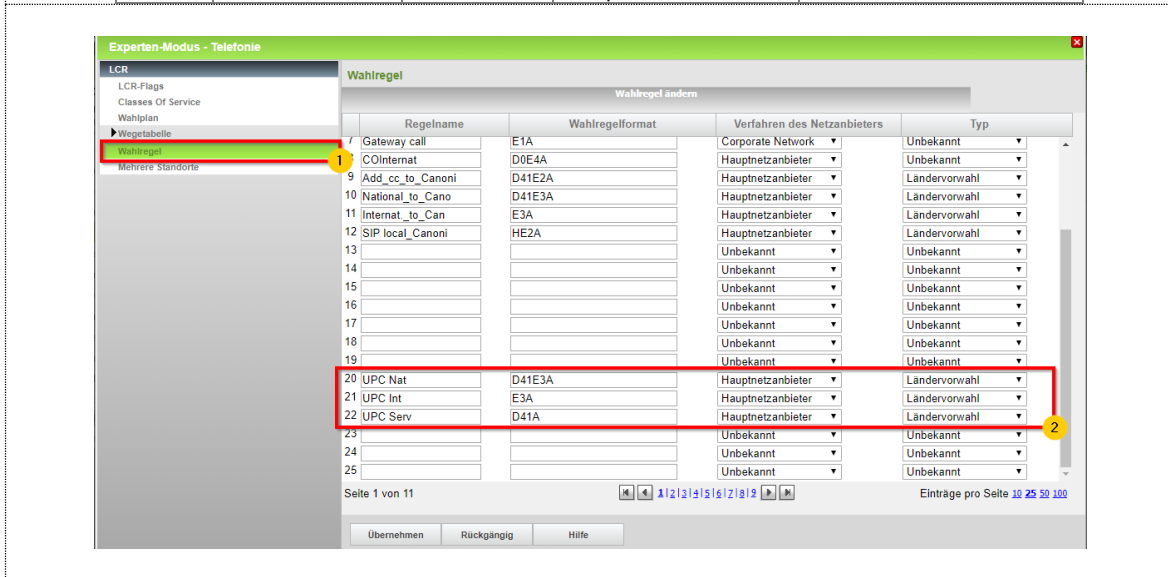 Experten-Modus - Telefonie
LCR
LCR-Flags
Classes Of Service
Wahlplan
Wegetabelle
Wahlregel
Mehrere Standorte
1
Wahlregel
Wahlregel ändern
Regelname Wahlregelformat Verfahren des Netzanbieters Typ
7 Gateway call E1A Corporate Network Unbekannt
COInternat D0E4A Hauptnetzanbieter Unbekannt
9 Add_cc_to_Canoni D41E2A Hauptnetzanbieter Ländervorwahl
10 National_to_Cano D41E3A Hauptnetzanbieter Ländervorwahl
11 Internat._to_Can E3A Hauptnetzanbieter Ländervorwahl
12 SIP local_Canoni HE2A Hauptnetzanbieter Ländervorwahl
13 Unbekannt Unbekannt
14 Unbekannt Unbekannt
15 Unbekannt Unbekannt
16 Unbekannt Unbekannt
17 Unbekannt Unbekannt
18 Unbekannt Unbekannt
19 Unbekannt Unbekannt
20 UPC Nat D41E3A Hauptnetzanbieter Ländervorwahl
21 UPC Int E3A Hauptnetzanbieter Ländervorwahl
22 UPC Serv D41A Hauptnetzanbieter Ländervorwahl
2
23 Unbekannt Unbekannt
24 Unbekannt Unbekannt
25 Unbekannt Unbekannt
Seite 1 von 11 1|2|3|4|5|6|7|8|9 Einträge pro Seite 10 25 50 100
Übernehmen Rückgängig Hilfe